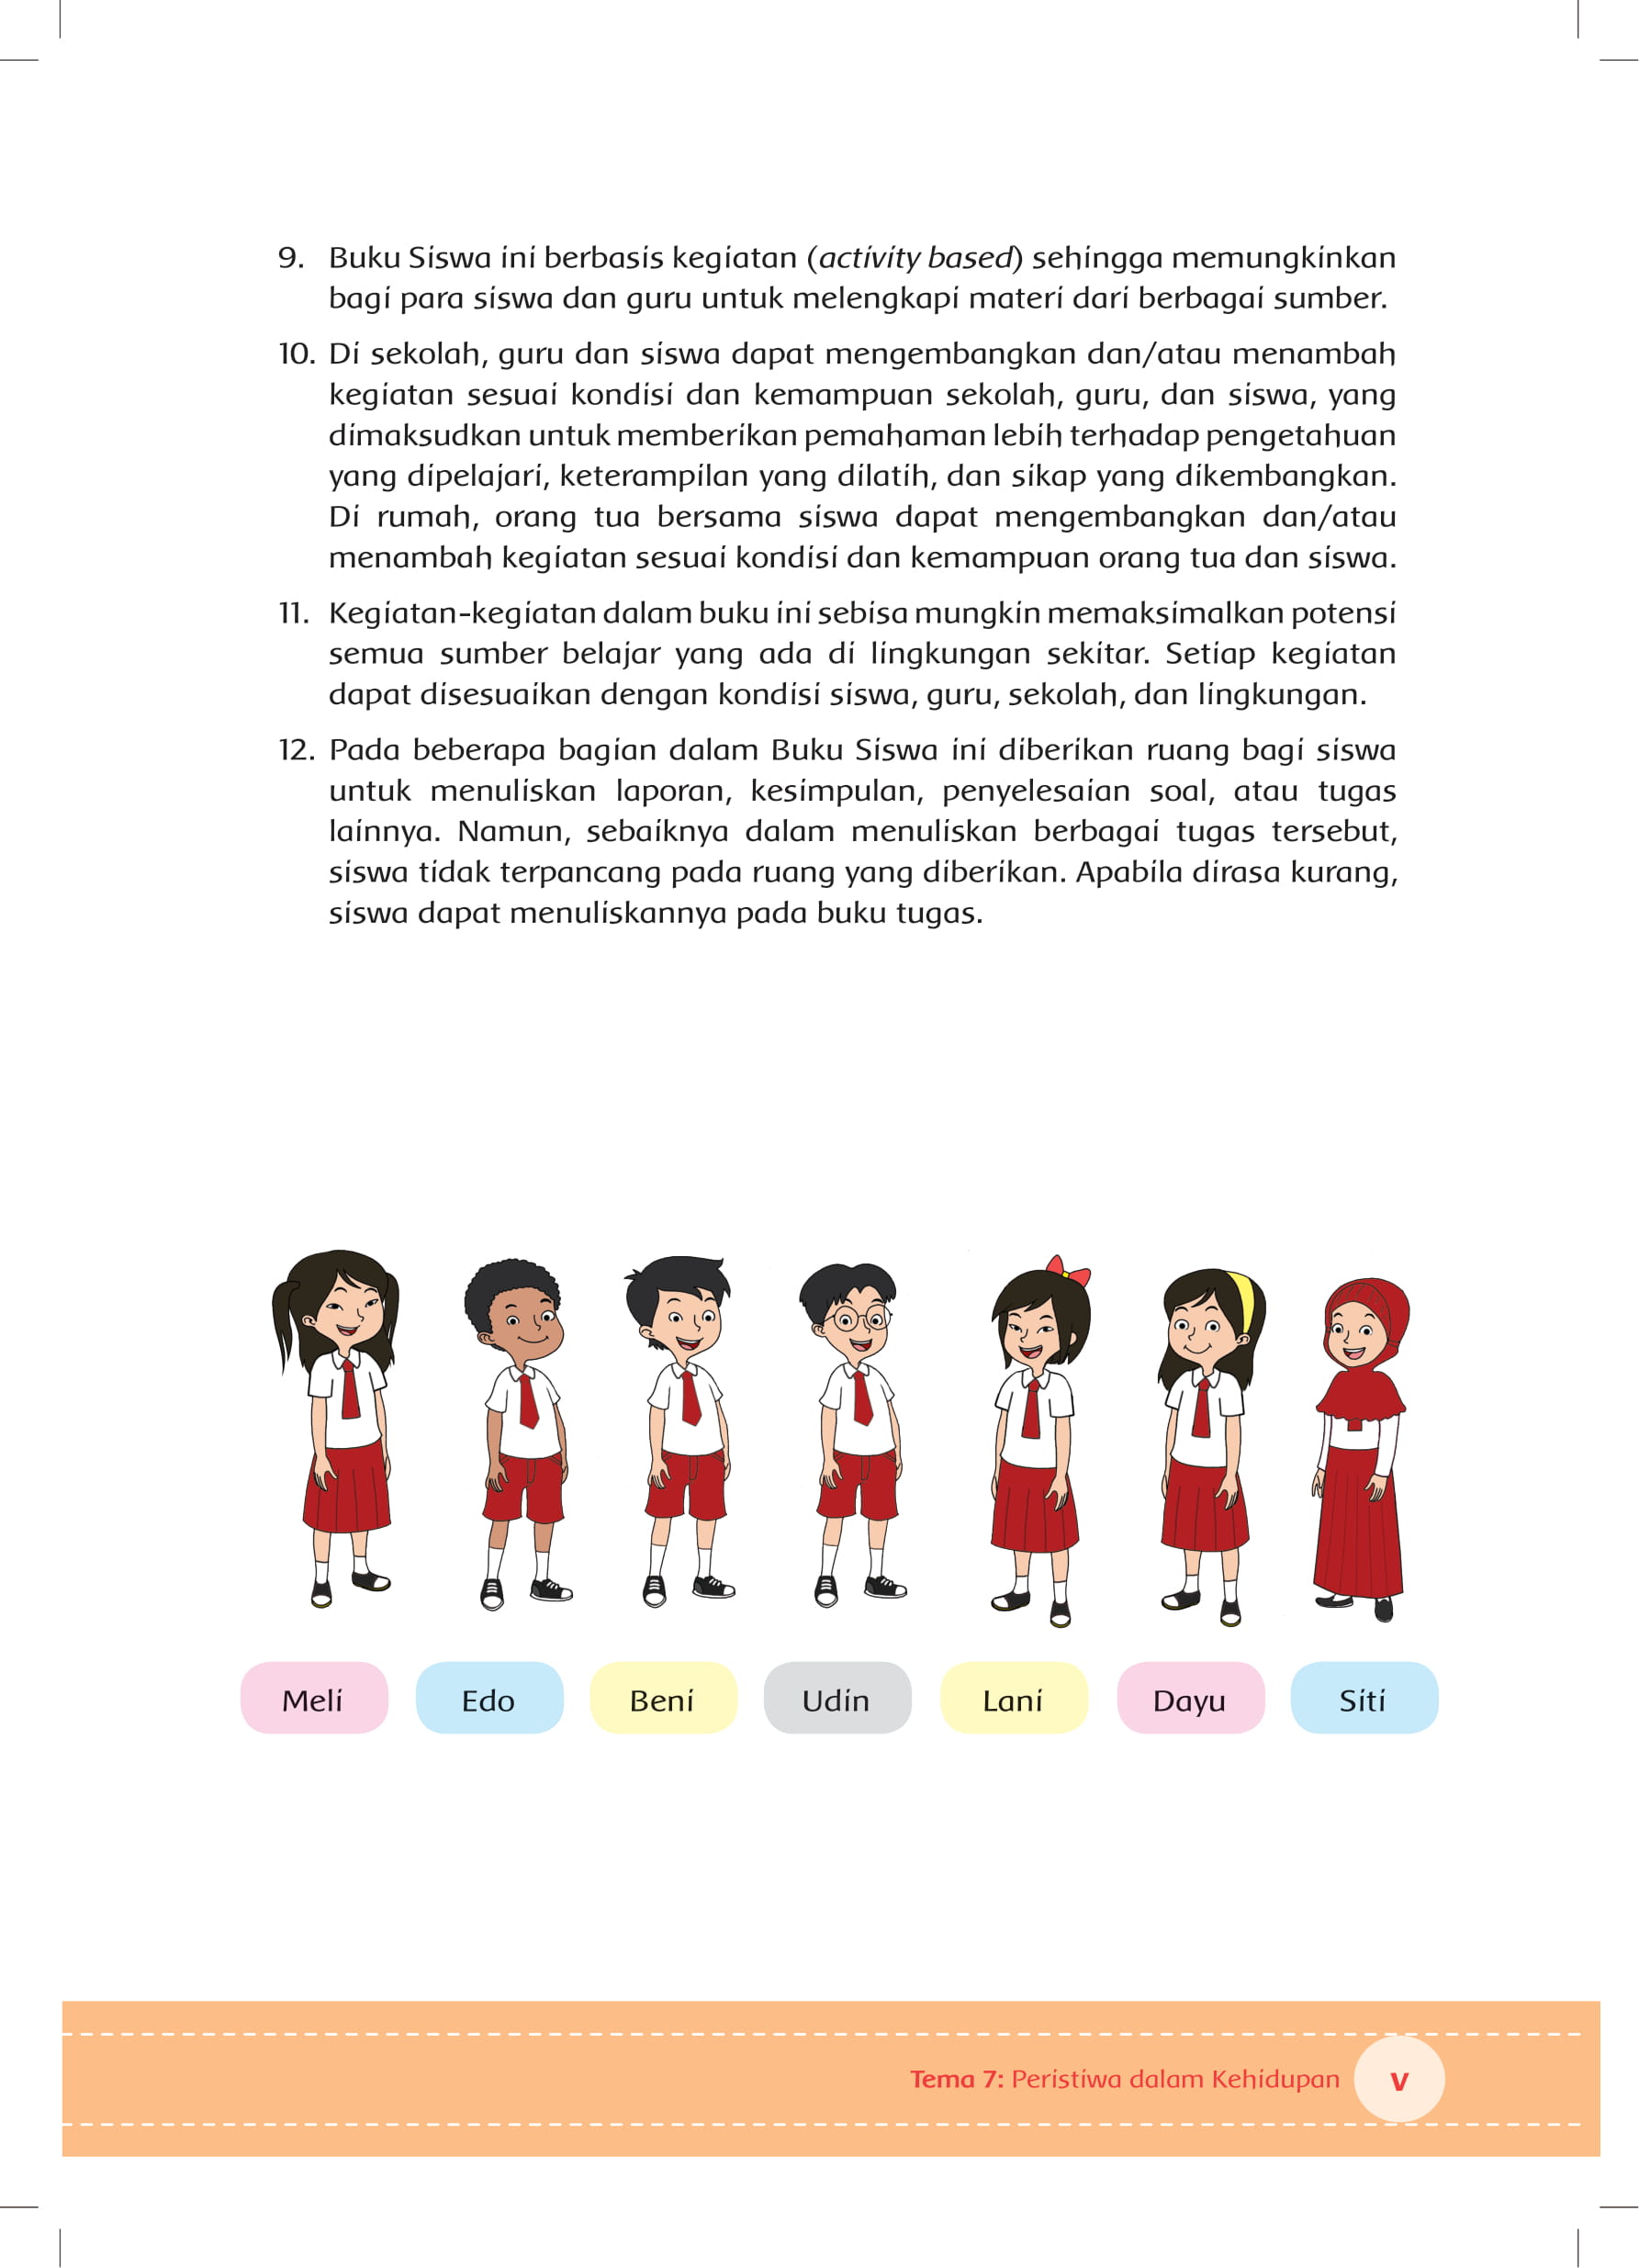 9. Buku Siswa ini berbasis kegiatan (activity based) sehingga memungkinkan
bagi para siswa dan guru untuk melengkapi materi dari berbagai sumber.
10. Di sekolah, guru dan siswa dapat mengembangkan dan/atau menambah
kegiatan sesuai kondisi dan kemampuan sekolah, guru, dan siswa, yang
dimaksudkan untuk memberikan pemahaman lebih terhadap pengetahuan
yang dipelajari, keterampilan yang dilatih, dan sikap yang dikembangkan.
Di rumah, orang tua bersama siswa dapat mengembangkan dan/atau
menambah kegiatan sesuai kondisi dan kemampuan orang tua dan siswa.
11. Kegiatan-kegiatan dalam buku ini sebisa mungkin memaksimalkan potensi
semua sumber belajar yang ada di lingkungan sekitar. Setiap kegiatan
dapat disesuaikan dengan kondisi siswa, guru, sekolah, dan lingkungan.
12. Pada beberapa bagian dalam Buku Siswa ini diberikan ruang bagi siswa
untuk menuliskan laporan, kesimpulan, penyelesaian soal, atau tugas
lainnya. Namun, sebaiknya dalam menuliskan berbagai tugas tersebut,
siswa tidak terpancang pada ruang yang diberikan. Apabila dirasa kurang,
siswa dapat menuliskannya pada buku tugas.
Meli Edo Beni Udin Lani Dayu Siti
Tema 7: Peristiwa dalam Kehidupan v